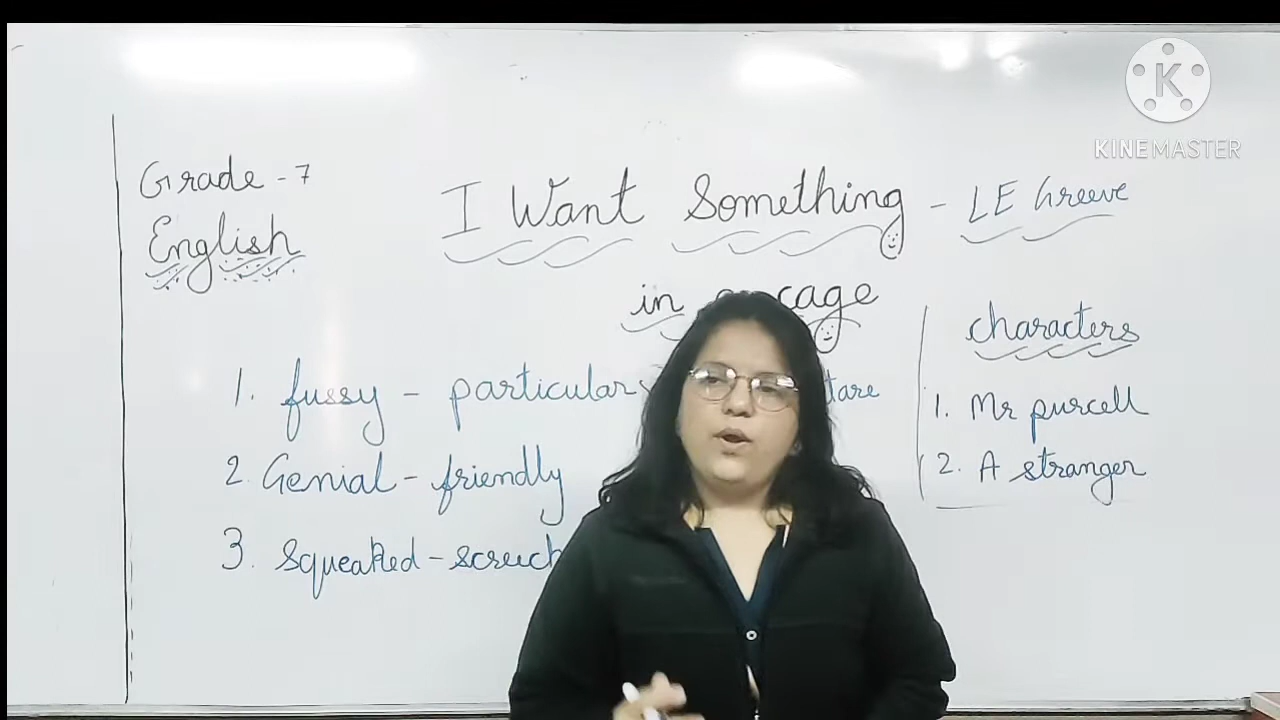 KINEMASTER
Grade - 7
English
I Want Something - LE Greeve
in cage
characters
1. fussy - particular
2. Genial - friendly
3. Squeaked - screech
1. Mr purcell
2. A stranger